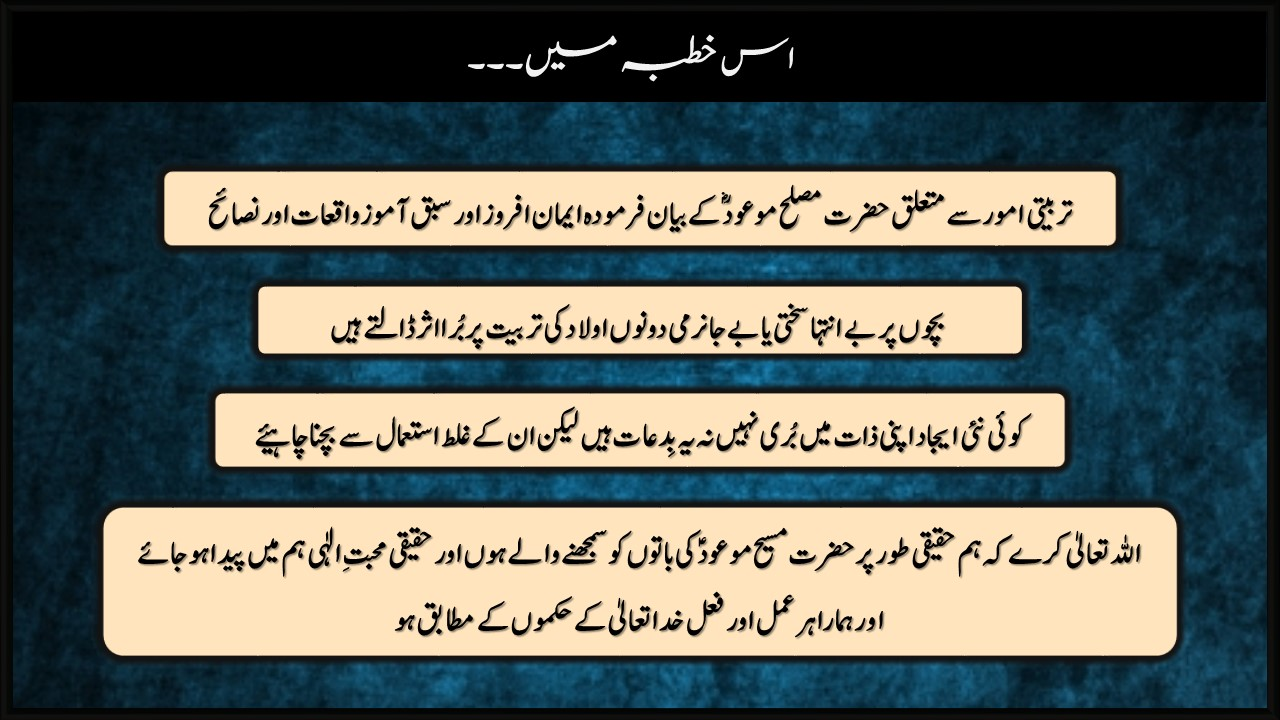 اس خطبہ میں۔۔۔
تربیتی امور سے متعلق حضرت مصلح موعودؓ کے بیان فرمودہ ایمان افروز اور سبق آموز واقعات اور نصائح
بچوں پر بے انتہا سختی یا بے جا نرمی دونوں اولاد کی تربیت پر بُرا اثر ڈالتے ہیں
کوئی نئی ایجاد اپنی ذات میں بُری نہیں نہ یہ بِدعات ہیں لیکن ان کے غلط استعمال سے بچنا چاہیئے
اللہ تعالیٰ کرے کہ ہم حقیقی طور پر حضرت مسیح موعودؑ کی باتوں کو سمجھنے والے ہوں اور حقیقی محبتِ الٰہی ہم میں پیدا ہو جائے
اور ہمارا ہر عمل اور فعل خدا تعالیٰ کے حکموں کے مطابق ہو